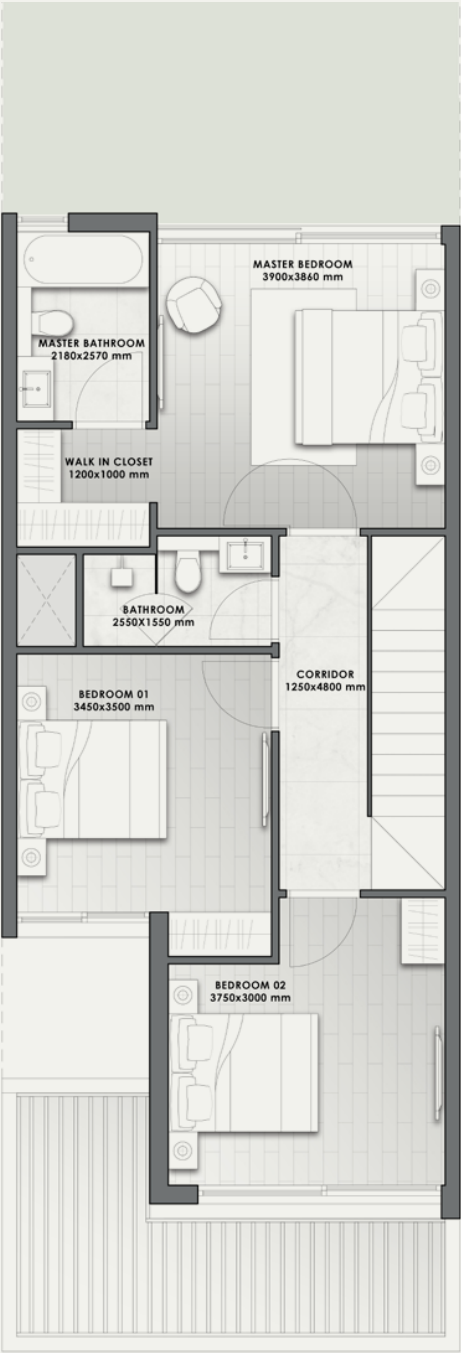 MASTER BEDROOM
3900x3860 mm
MASTER BATHROOM
2180x2570 mm
WALK IN CLOSET
1200x1000 mm
BATHROOM
2550X1550 mm
CORRIDOR
1250x4800 mm
BEDROOM 01
3450x3500 mm
BEDROOM 02
3750x3000 mm